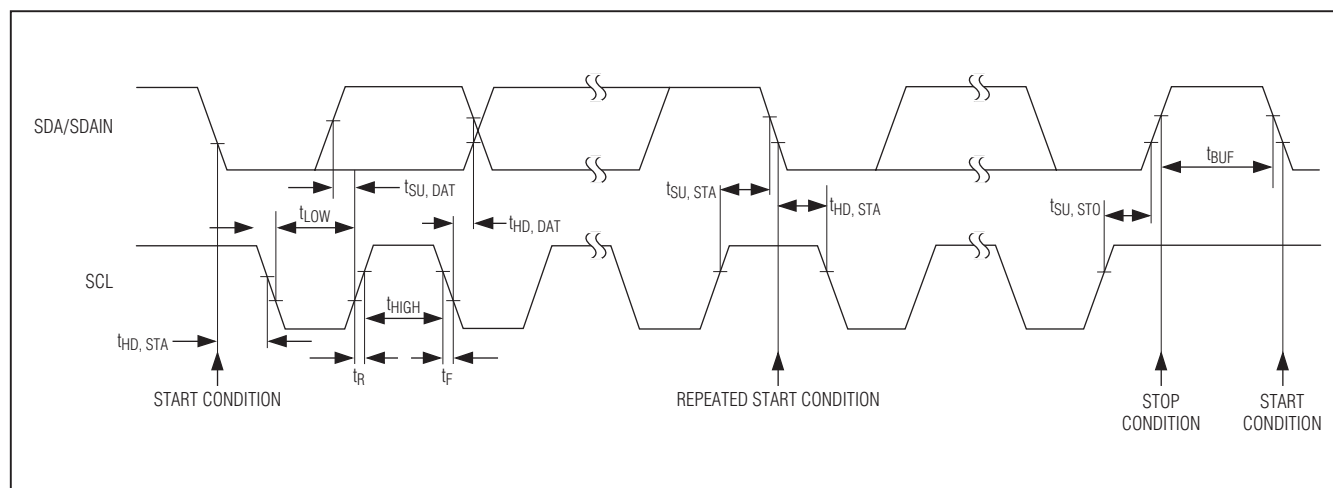 SDA/SDAIN
tSU, DAT
tLOW
tHD, DAT
tSU, STA
tHD, STA
tBUF
tSU, STO
SCL
tHIGH
tHD, STA
tR
tF
START CONDITION
REPEATED START CONDITION
STOP
CONDITION
START
CONDITION